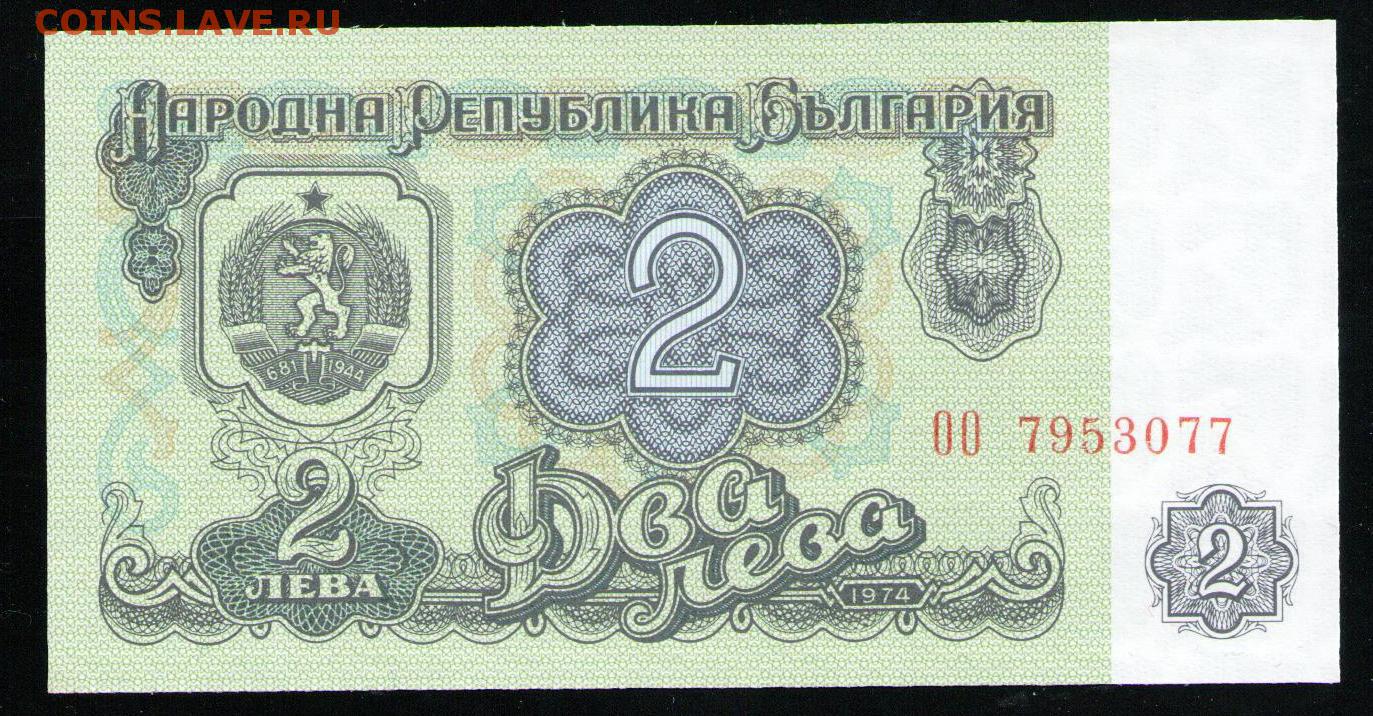 COINS.LAVE.RU
НАРОДНА РЕПУБЛИКА БЪЛГАРИЯ
2
681 1944
ОО 7953077
2
ЛЕВА
Два
лева
1974
2